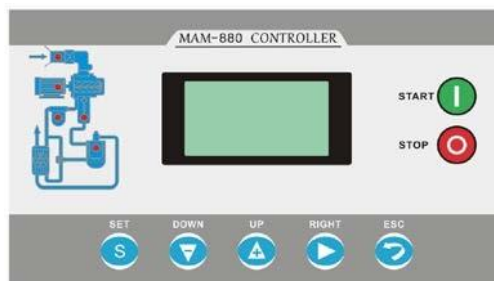 MAM-880 CONTROLLER
START
STOP
SET DOWN UP RIGHT ESC
S